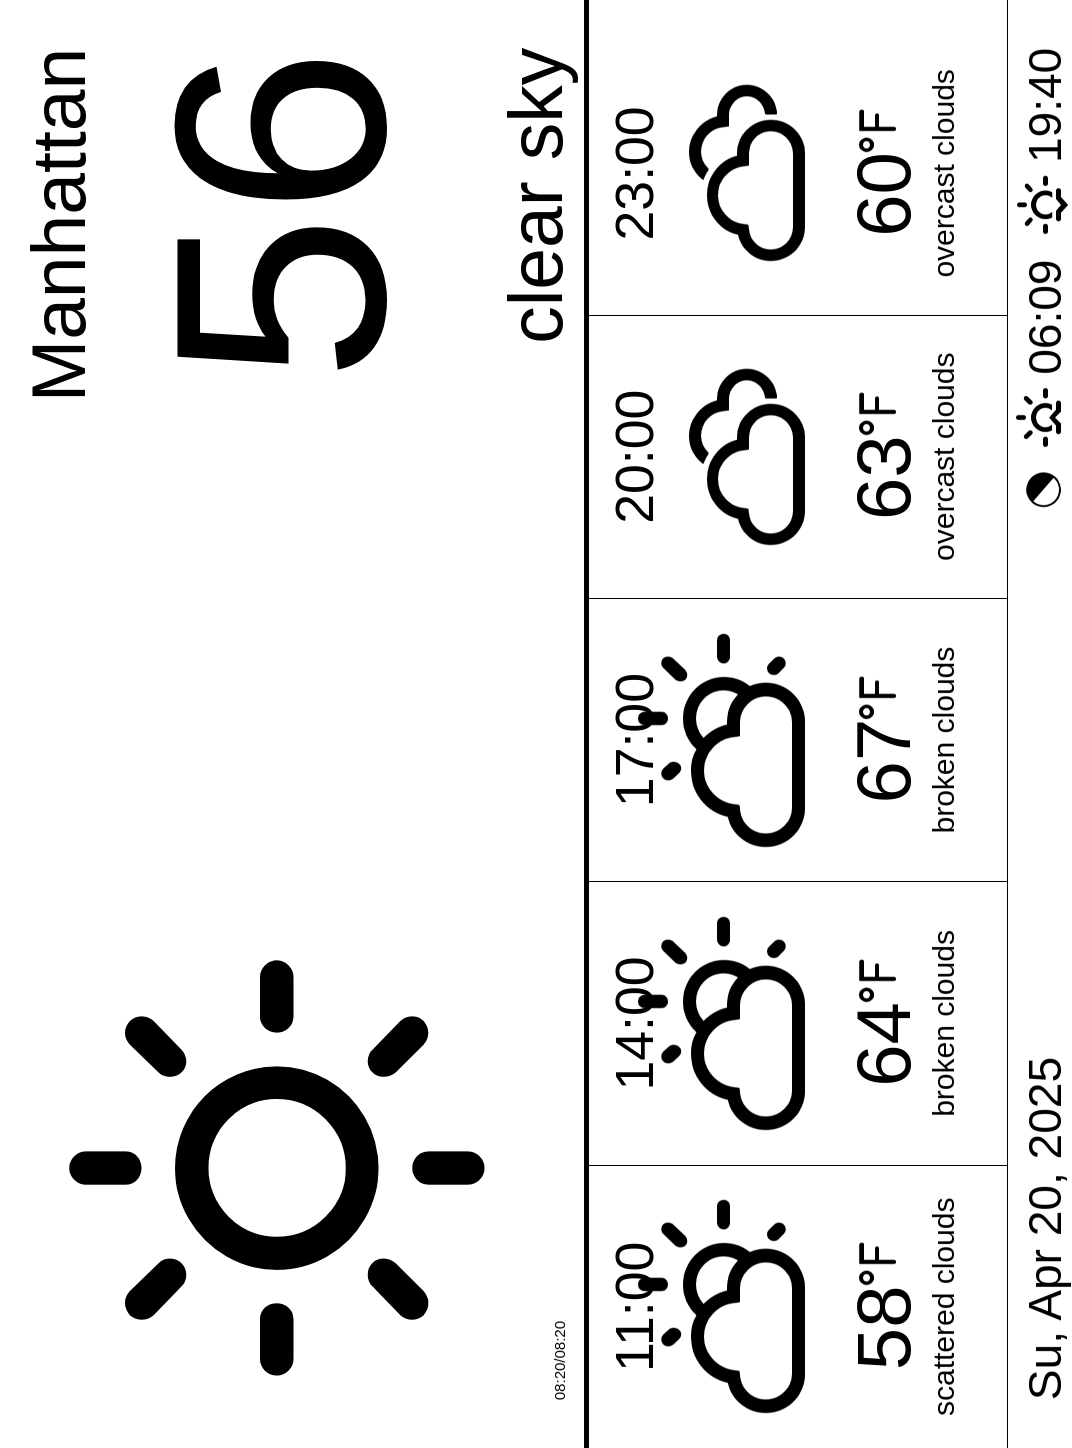 Manhattan
56
clear sky
08:20/08:20
11:00 14:00 17:00 20:00 23:00
58°F 64°F 67°F 63°F 60°F
scattered clouds broken clouds broken clouds overcast clouds overcast clouds
Su, Apr 20, 2025 06:09 19:40